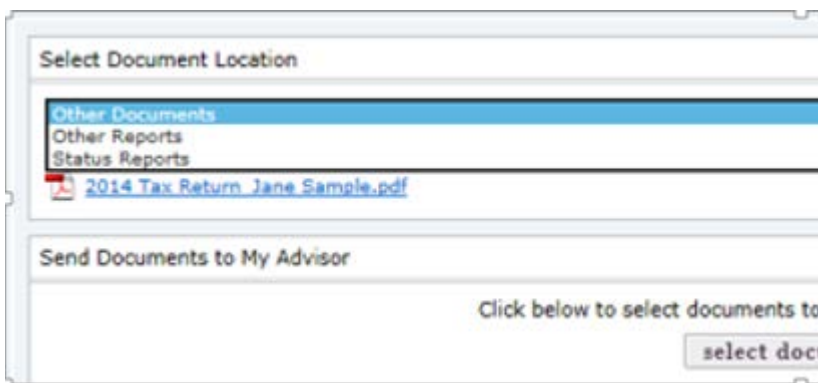 Select Document Location
Other Documents
Other Reports
Status Reports
2014 Tax Return Jane Sample.pdf
Send Documents to My Advisor
Click below to select documents to
select doc